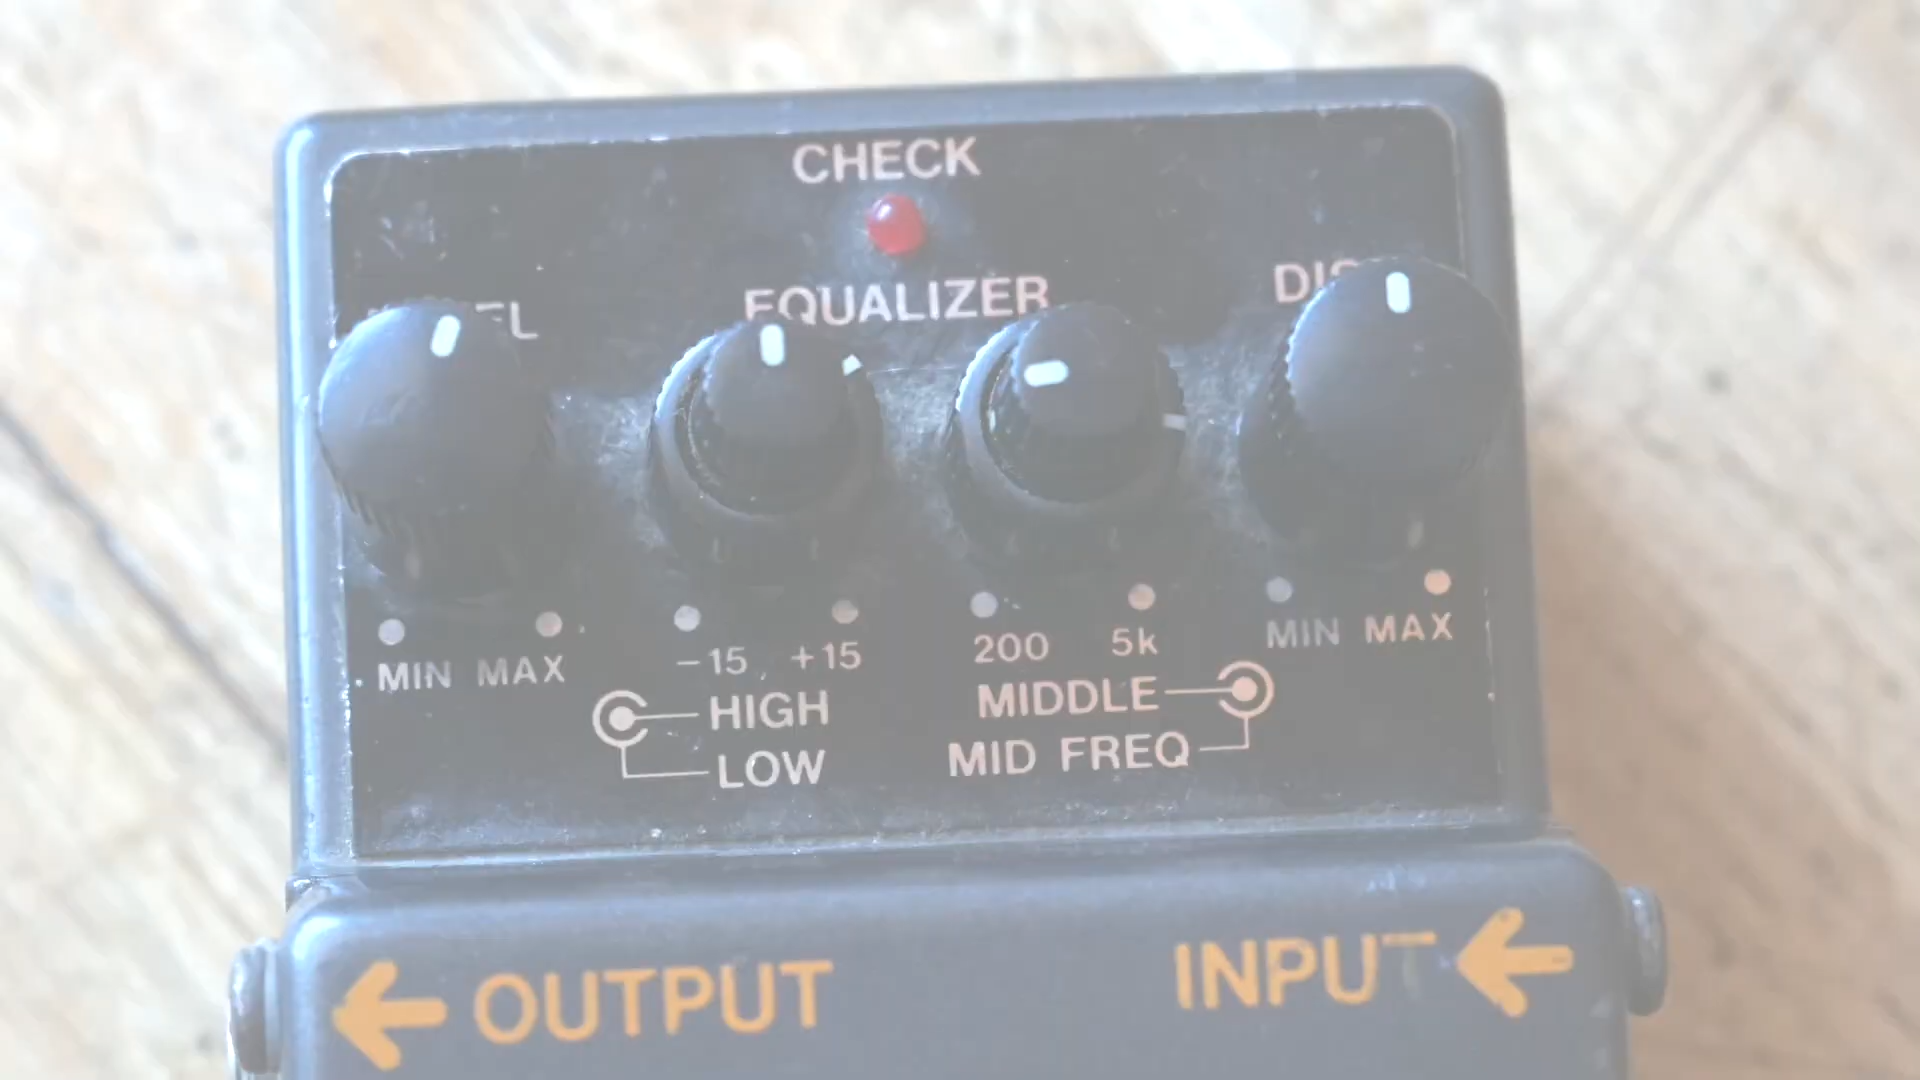 CHECK
EQUALIZER
MIN MAX
-15 +15
200 5k
MIN MAX
HIGH
LOW
MIDDLE
MID FREQ
OUTPUT
INPUT